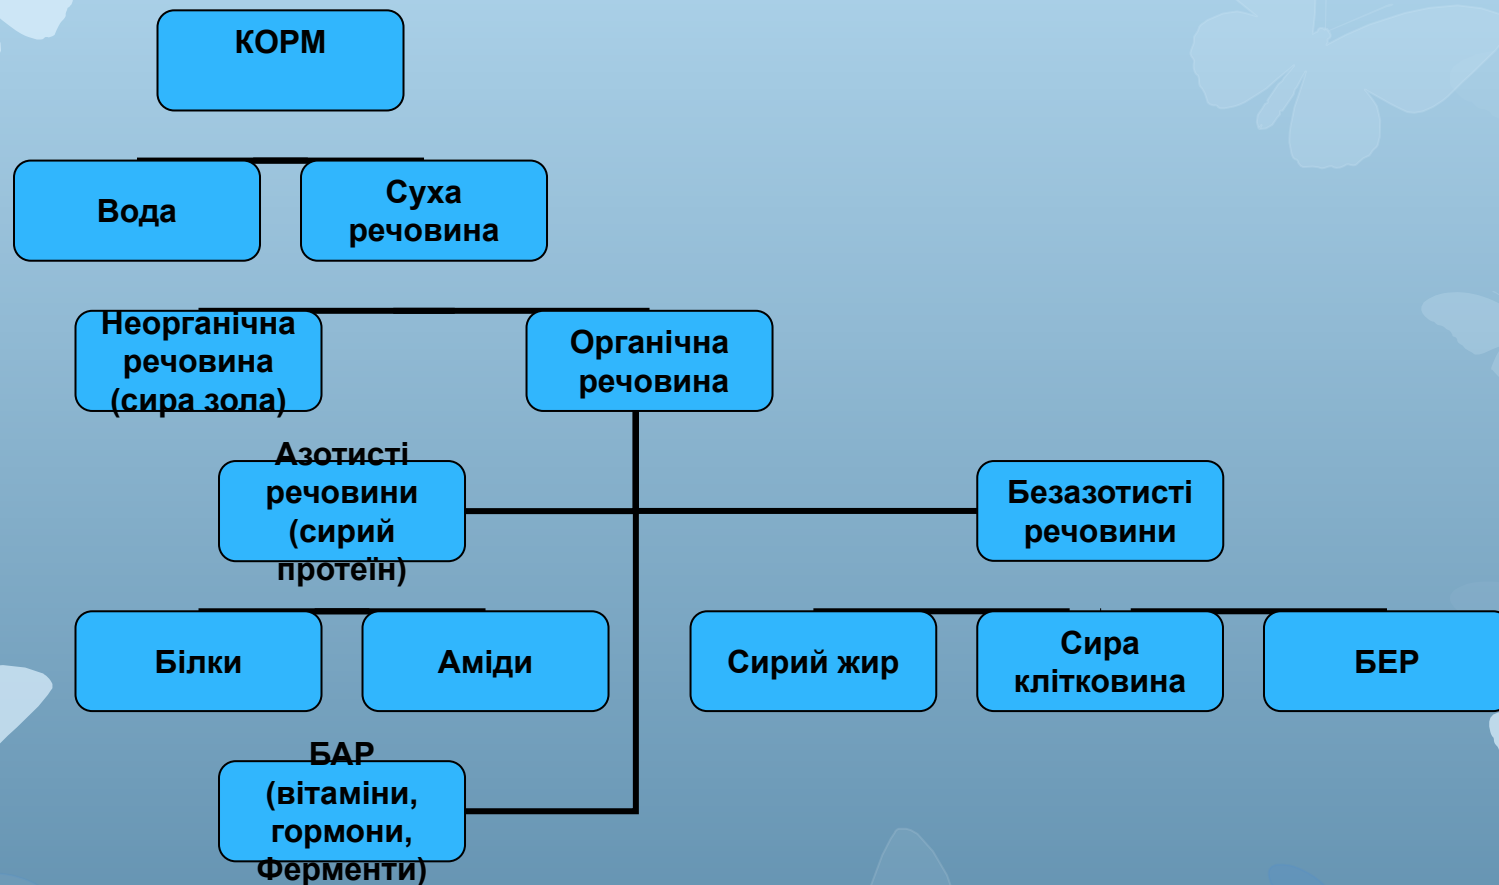 КОРМ
Вода
Суха
речовина
Неорганічна
речовина
(сира зола)
Органічна
речовина
Азотисті
речовини
(сирий
протеїн)
Безазотисті
речовини
Білки
Аміди
Сирий жир
Сира
клітковина
БЕР
БАР
(вітаміни,
гормони,
Ферменти)